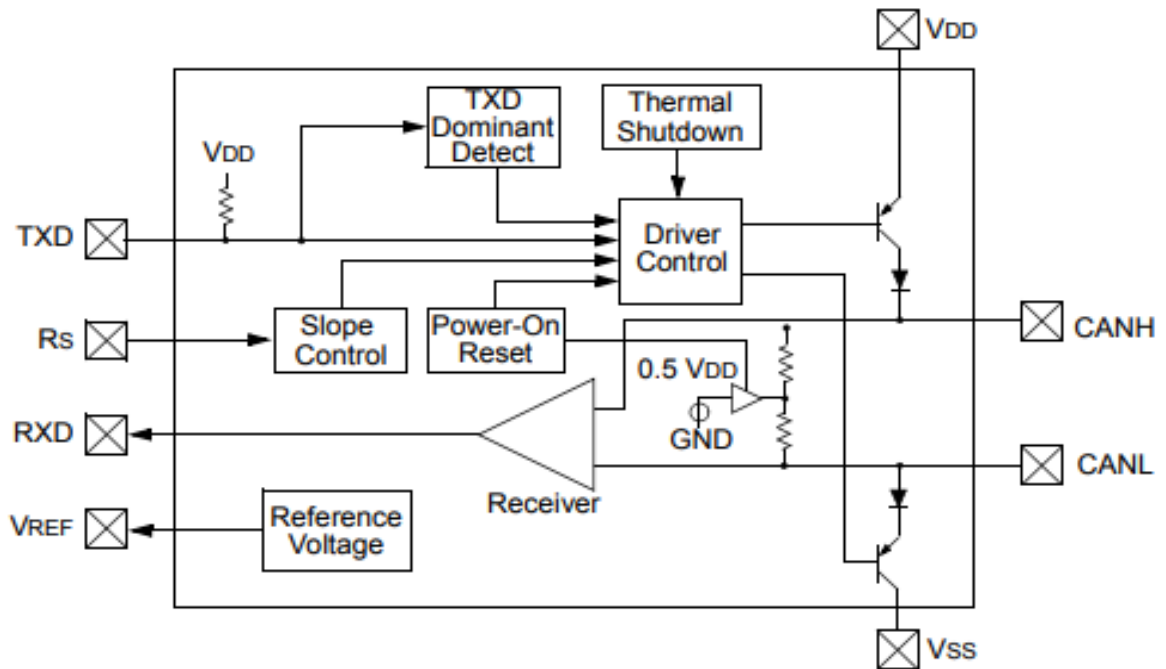 VDD
TXD
Dominant
Detect
Thermal
Shutdown
VDD
TXD
Driver
Control
RS
Slope
Control
Power-On
Reset
CANH
0.5 VDD
RXD
GND
CANL
Receiver
VREF
Reference
Voltage
VSS